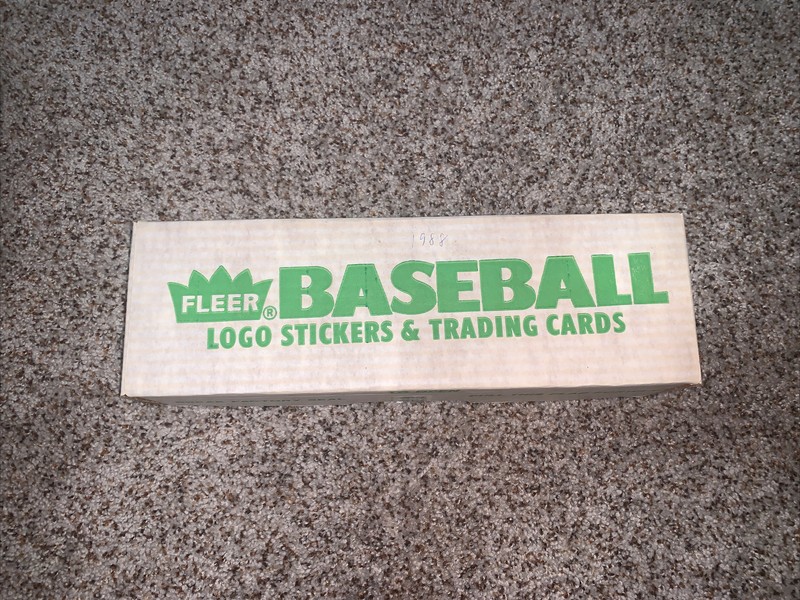 1988
FLEER® BASEBALL
LOGO STICKERS & TRADING CARDS